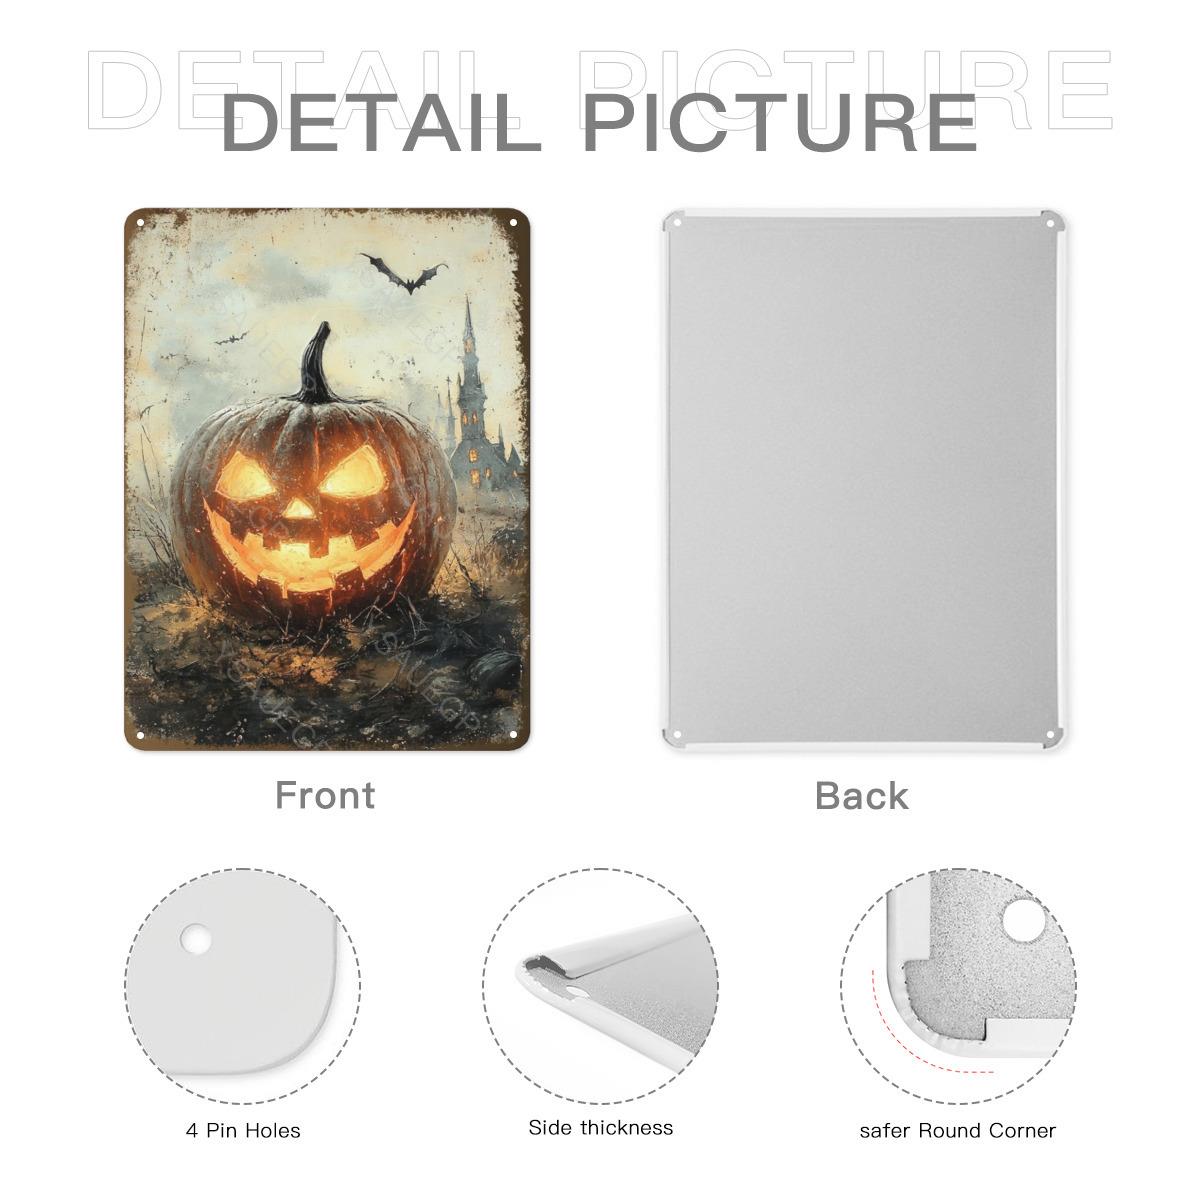 DETAIL PICTURE
DETAIL PICTURE
Front
Back
4 Pin Holes
Side thickness
safer Round Corner